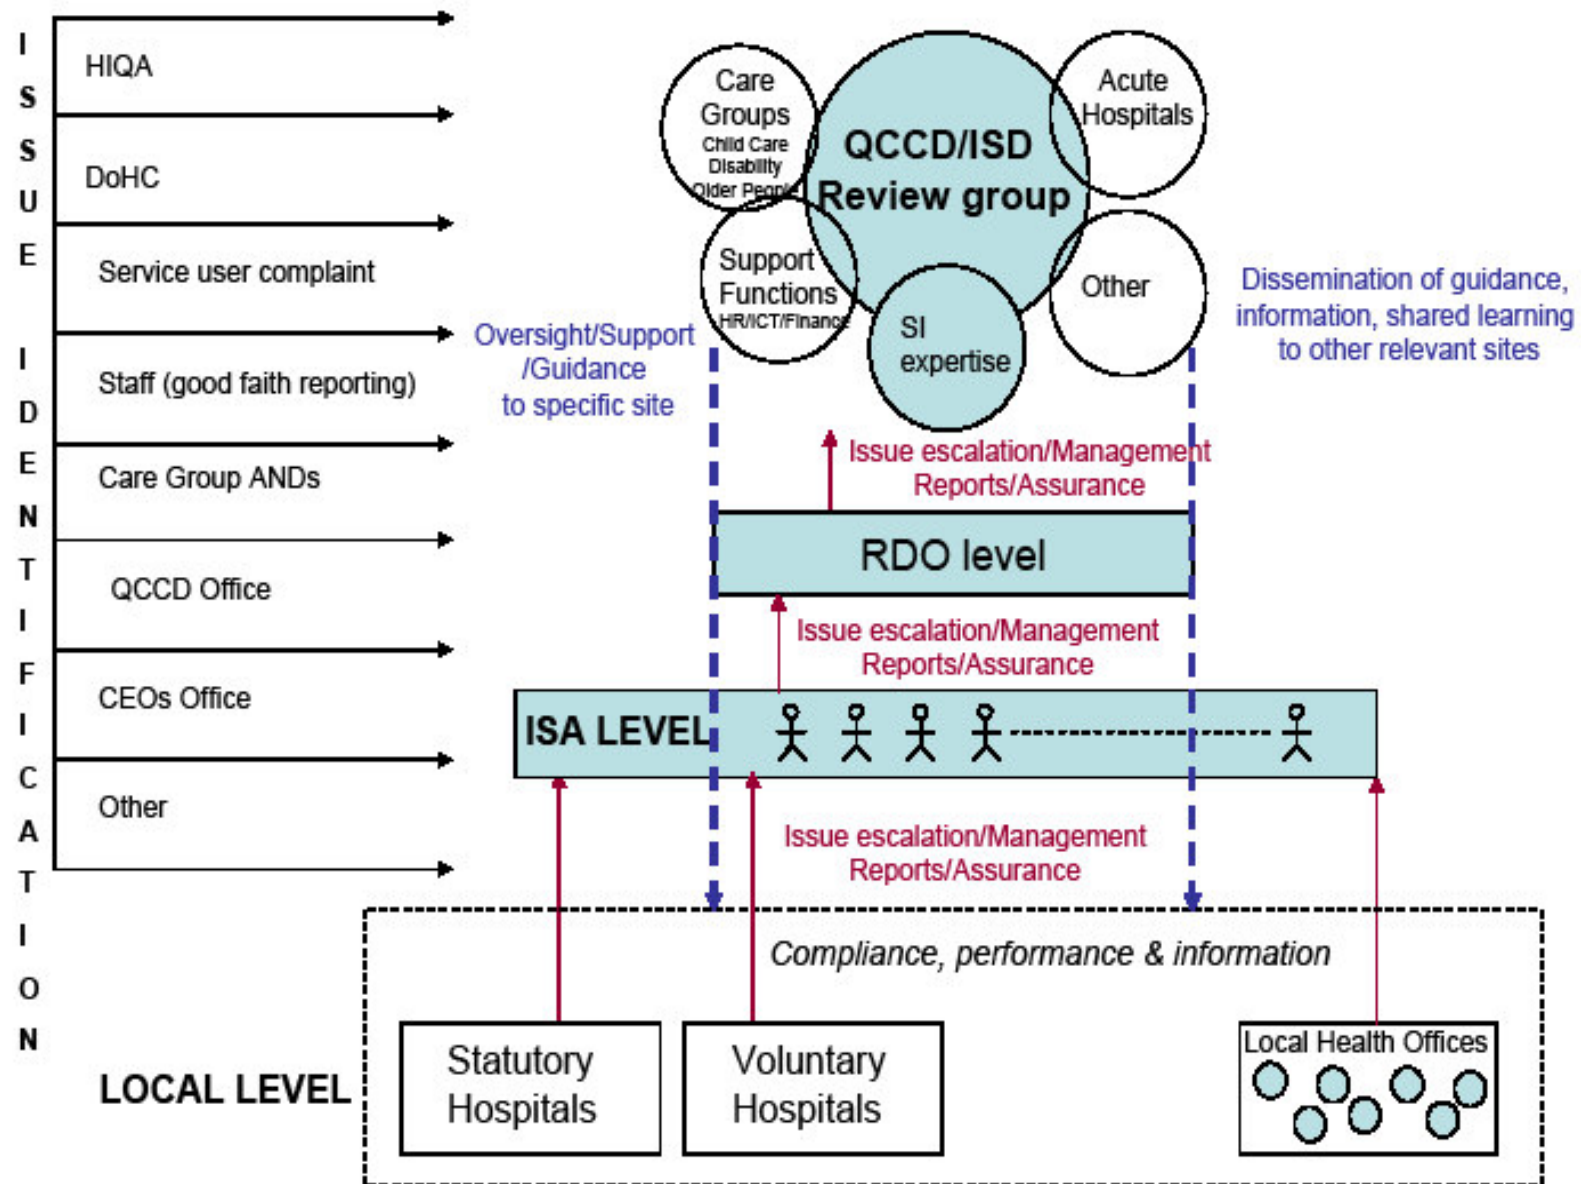 ISSUE IDENTIFICATION
HIQA
DoHC
Service user complaint
Staff (good faith reporting)
Care Group ANDs
QCCD Office
CEOs Office
Other
Care
Groups
Child Care
Disability
Older People
QCCD/ISD
Review group
Acute
Hospitals
Support
Functions
HR/ICT/Finance
SI
expertise
Other
Oversight/Support
/Guidance
to specific site
Dissemination of guidance,
information, shared learning
to other relevant sites
Issue escalation/Management
Reports/Assurance
RDO level
Issue escalation/Management
Reports/Assurance
ISA LEVEL
Issue escalation/Management
Reports/Assurance
Compliance, performance & information
LOCAL LEVEL
Statutory
Hospitals
Voluntary
Hospitals
Local Health Offices